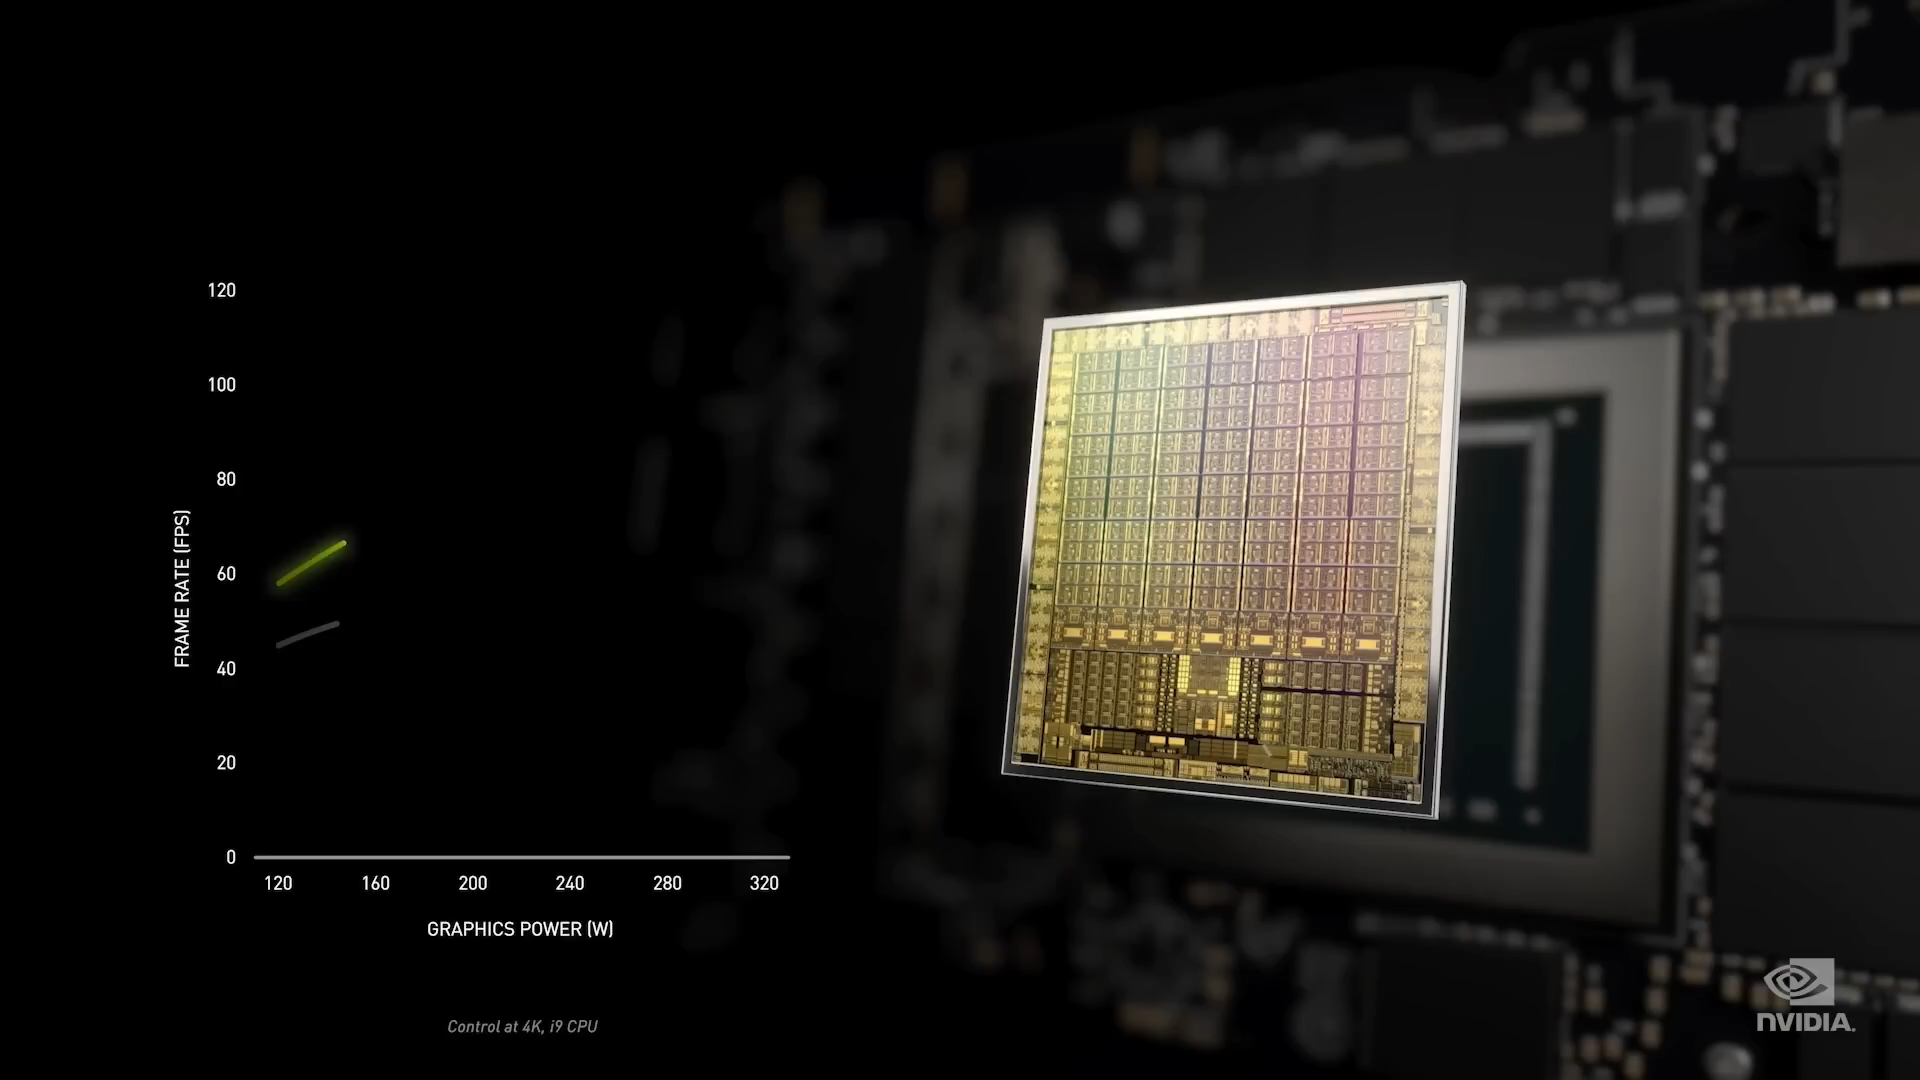 120
100
80
60
40
20
0
FRAME RATE (FPS)
120 160 200 240 280 320
GRAPHICS POWER (W)
Control at 4K, i9 CPU
NVIDIA.